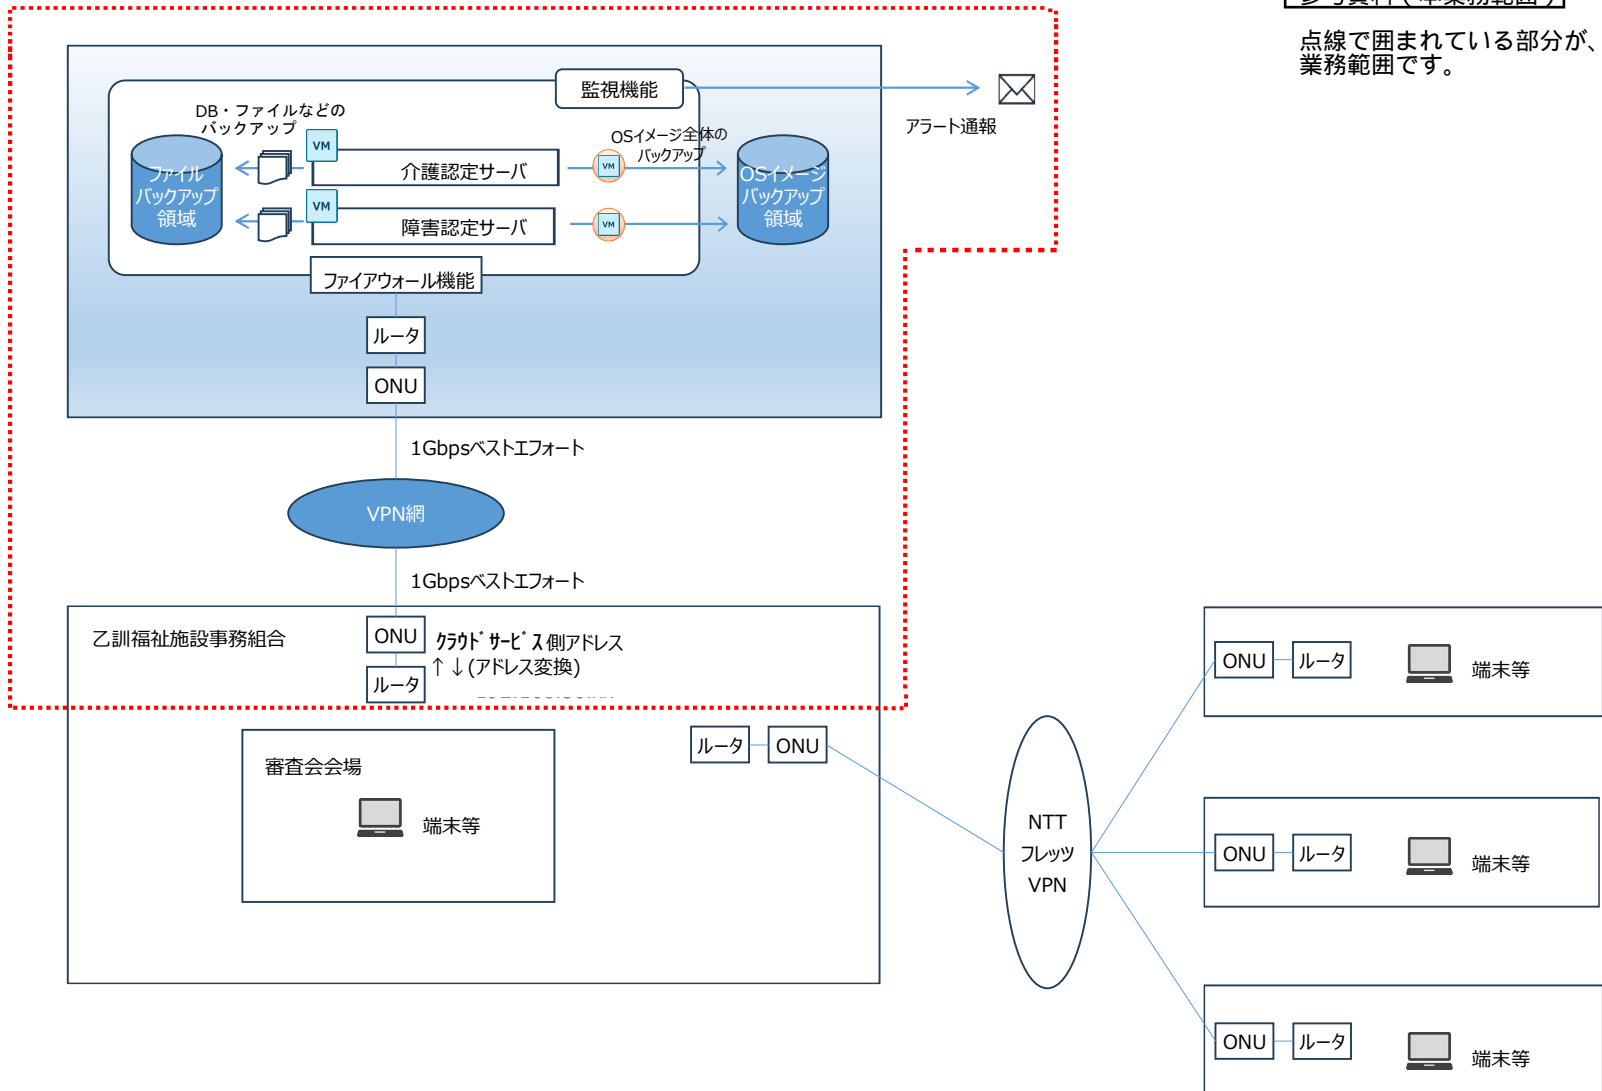 参考資料(本業務範囲)
点線で囲まれている部分が、
業務範囲です。
監視機能
アラート通報
DB・ファイルなどの
バックアップ
OSイメージ全体の
バックアップ
VM
介護認定サーバ
VM
ファイル
バックアップ
領域
OSイメージ
バックアップ
領域
VM
障害認定サーバ
VM
ファイアウォール機能
ルータ
ONU
1Gbpsベストエフォート
VPN網
1Gbpsベストエフォート
乙訓福祉施設事務組合
ONU
クラウドサービス側アドレス
↑↓(アドレス変換)
ルータ
ルータ
ONU
審査会会場
端末等
NTT
フレッツ
VPN
ONU
ルータ
端末等
ONU
ルータ
端末等
ONU
ルータ
端末等